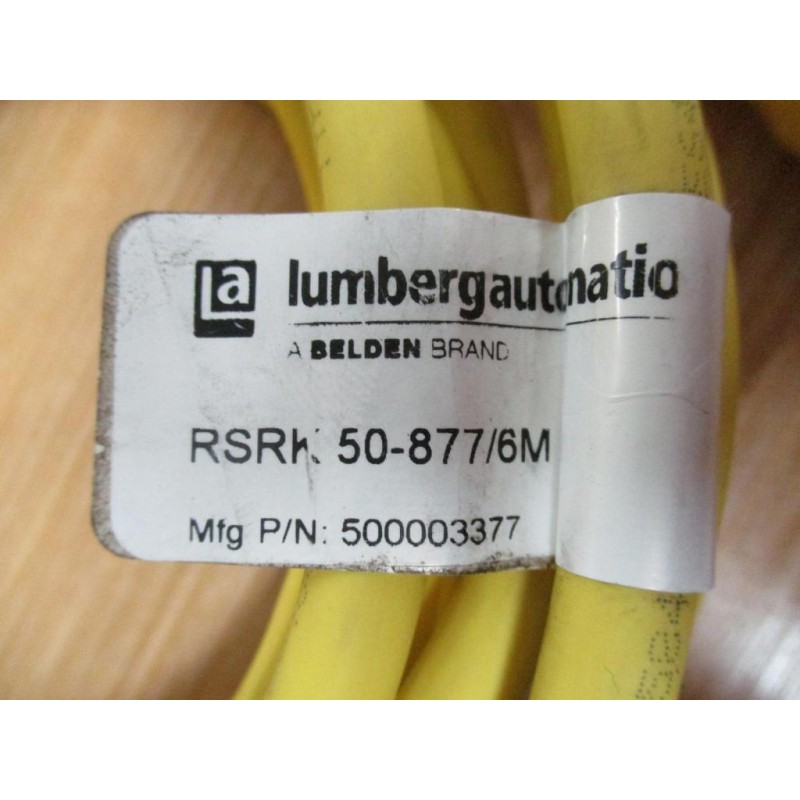 la lumbergautomatio
A BELDEN BRAND
RSRK 50-877/6M
Mfg P/N: 500003377